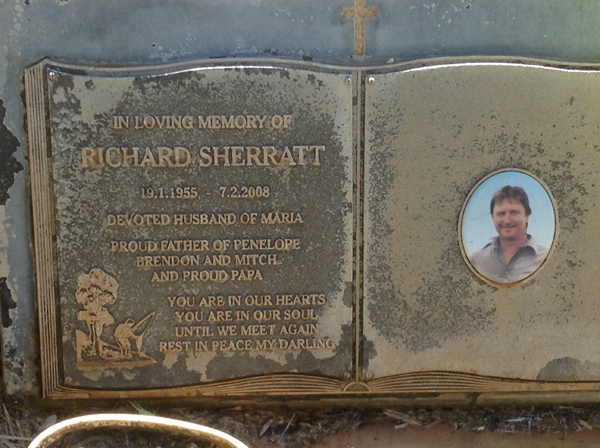 IN LOVING MEMORY OF
RICHARD SHERRATT
19.1.1955 - 7.2.2008
DEVOTED HUSBAND OF MARIA
PROUD FATHER OF PENELOPE
BRENDON AND MITCH
AND PROUD PAPA
YOU ARE IN OUR HEARTS
YOU ARE IN OUR SOUL
UNTIL WE MEET AGAIN
REST IN PEACE MY DARLING